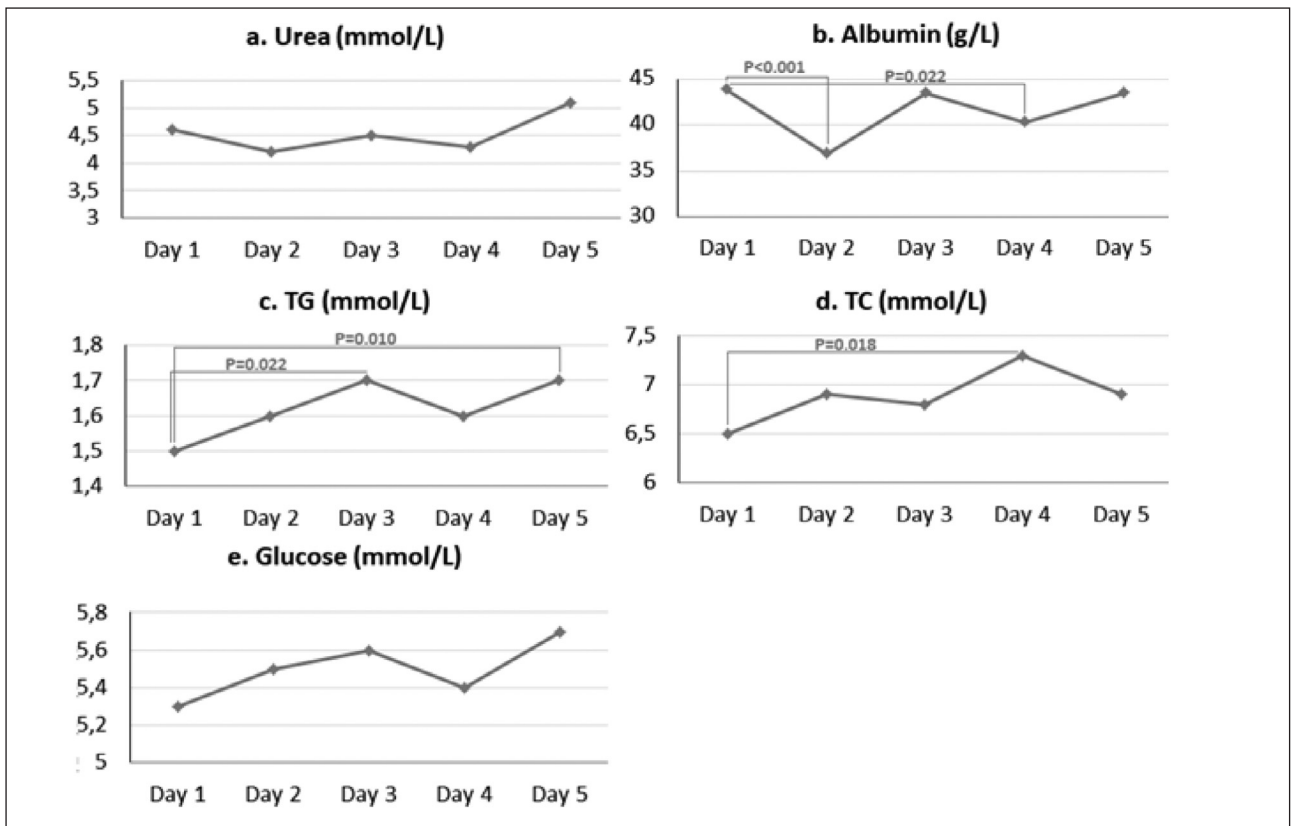 a. Urea (mmol/L)
5,5
5
4,5
4
3,5
3
Day 1 Day 2 Day 3 Day 4 Day 5
b. Albumin (g/L)
P<0.001
P=0.022
45
40
35
30
Day 1 Day 2 Day 3 Day 4 Day 5
c. TG (mmol/L)
P=0.010
P=0.022
1,8
1,7
1,6
1,5
1,4
Day 1 Day 2 Day 3 Day 4 Day 5
d. TC (mmol/L)
P=0.018
7,5
7
6,5
6
Day 1 Day 2 Day 3 Day 4 Day 5
e. Glucose (mmol/L)
5,8
5,6
5,4
5,2
5
Day 1 Day 2 Day 3 Day 4 Day 5